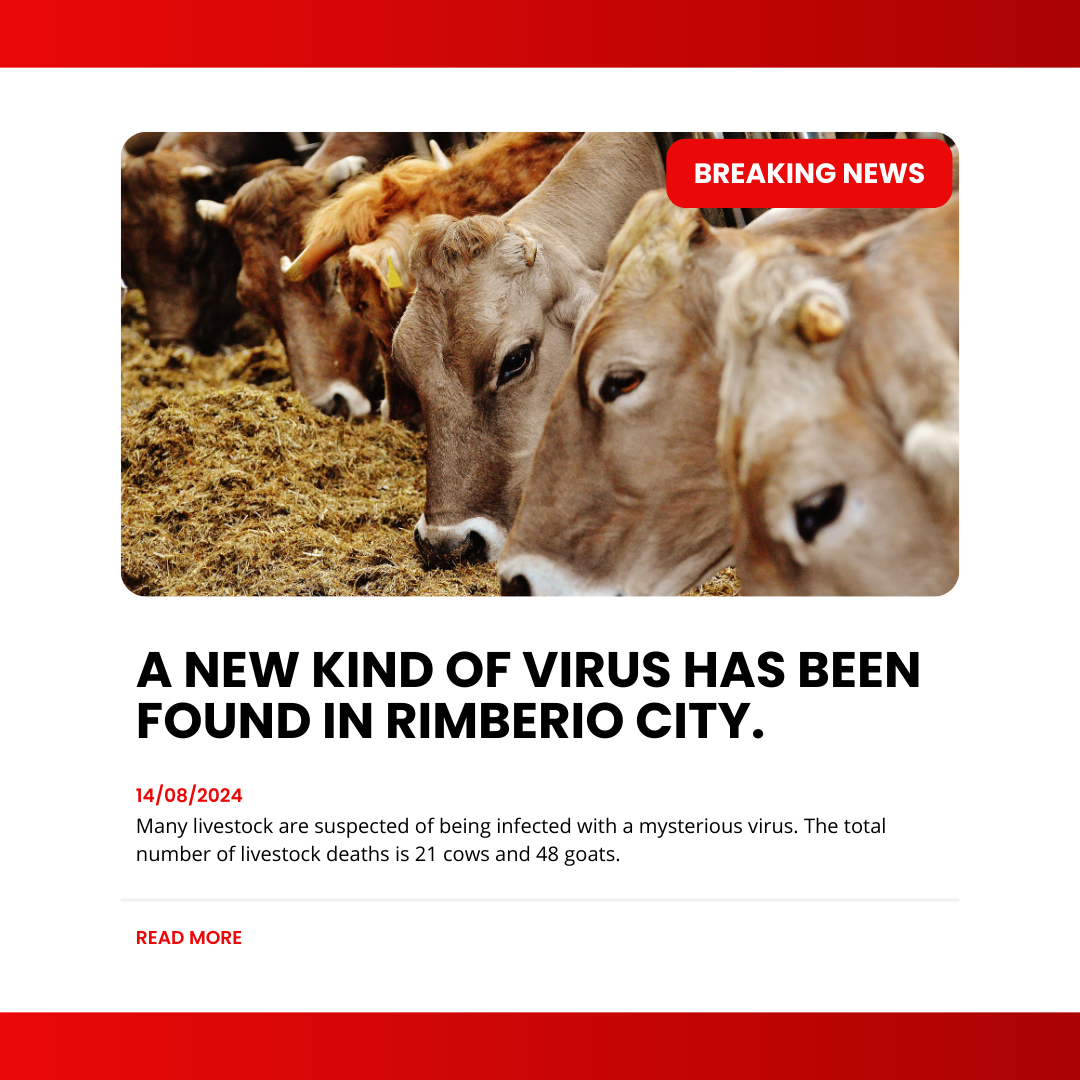 BREAKING NEWS
A NEW KIND OF VIRUS HAS BEEN
FOUND IN RIMBERIO CITY.
14/08/2024
Many livestock are suspected of being infected with a mysterious virus. The total
number of livestock deaths is 21 cows and 48 goats.
READ MORE